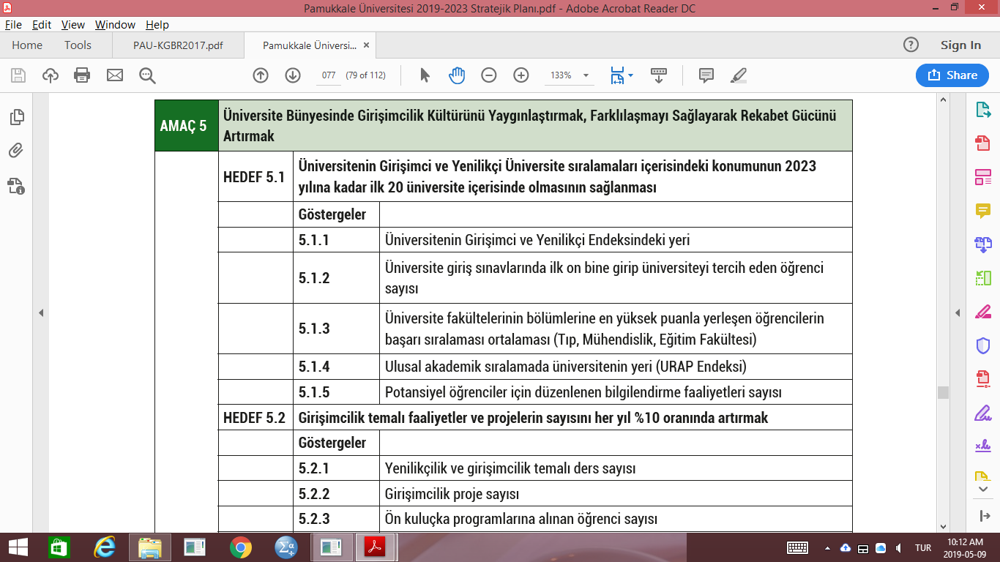 Pamukkale Üniversitesi 2019-2023 Stratejik Planı.pdf - Adobe Acrobat Reader DC
File Edit View Window Help
Home Tools PAU-KGBR2017.pdf Pamukkale Üniversi... Sign In
077 (79 of 112) 133% Share
AMAÇ 5
Üniversite Bünyesinde Girişimcilik Kültürünü Yaygınlaştırmak, Farklılaşmayı Sağlayarak Rekabet Gücünü
Artırmak
HEDEF 5.1
Üniversitenin Girişimci ve Yenilikçi Üniversite sıralamaları içerisindeki konumunun 2023
yılına kadar ilk 20 üniversite içerisinde olmasının sağlanması
Göstergeler
5.1.1 Üniversitenin Girişimci ve Yenilikçi Endeksindeki yeri
5.1.2
Üniversite giriş sınavlarında ilk on bine girip üniversiteyi tercih eden öğrenci
sayısı
5.1.3
Üniversite fakültelerinin bölümlerine en yüksek puanla yerleşen öğrencilerin
başarı sıralaması ortalaması (Tıp, Mühendislik, Eğitim Fakültesi)
5.1.4 Ulusal akademik sıralamada üniversitenin yeri (URAP Endeksi)
5.1.5 Potansiyel öğrenciler için düzenlenen bilgilendirme faaliyetleri sayısı
HEDEF 5.2 Girişimcilik temalı faaliyetler ve projelerin sayısını her yıl %10 oranında artırmak
Göstergeler
5.2.1 Yenilikçilik ve girişimcilik temalı ders sayısı
5.2.2 Girişimcilik proje sayısı
5.2.3 Ön kuluçka programlarına alınan öğrenci sayısı
TUR 10:12 AM
2019-05-09